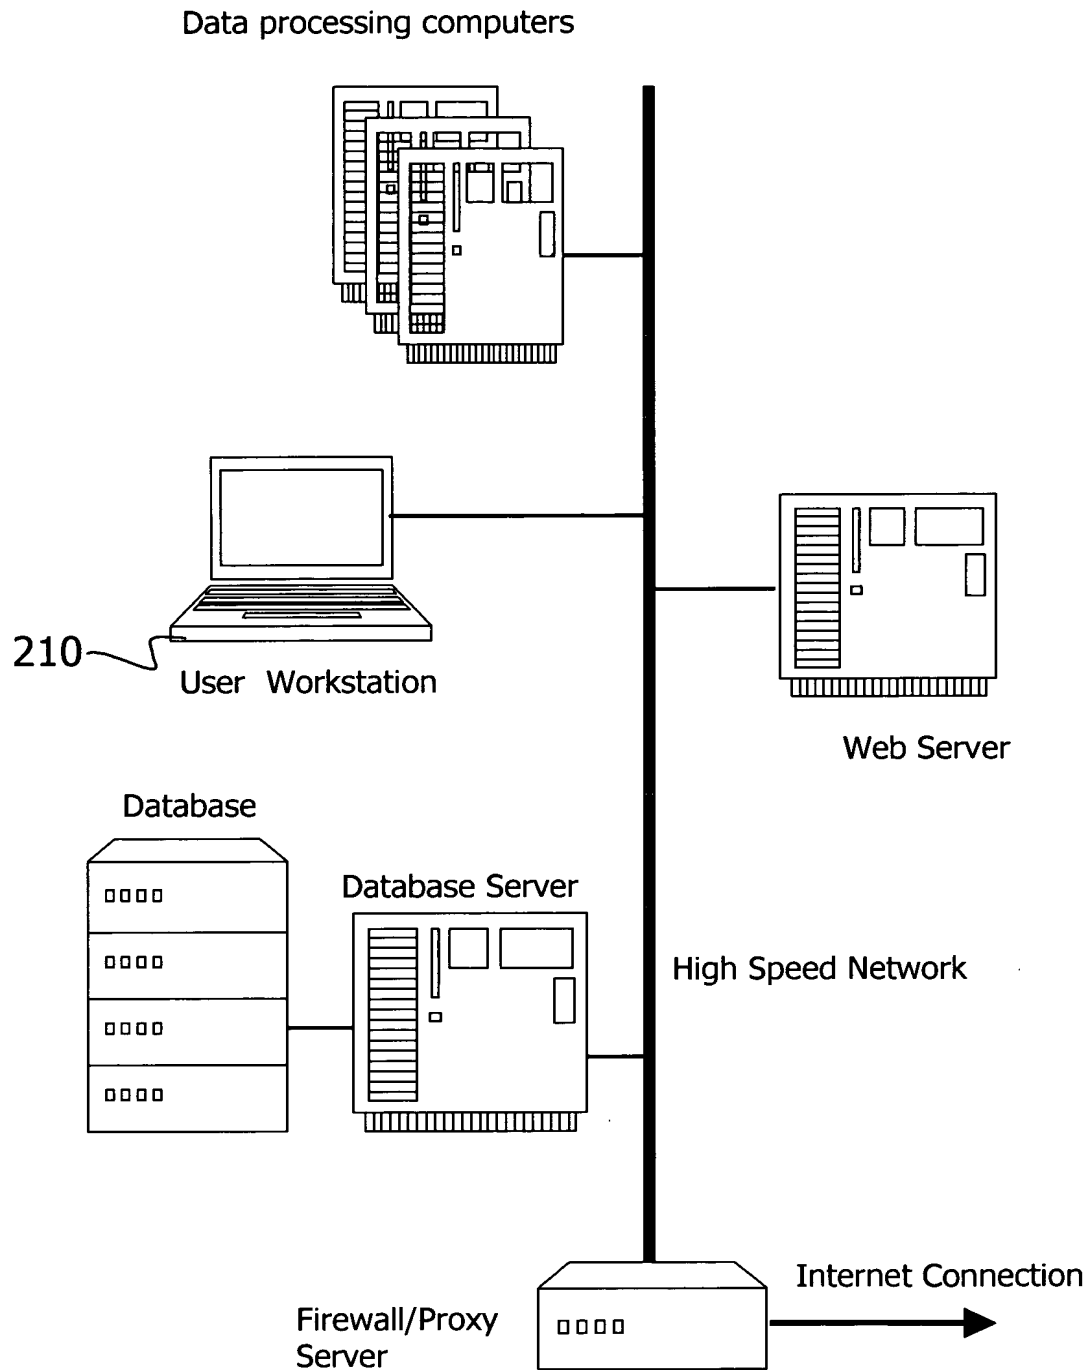 Data processing computers
210
User Workstation
Web Server
Database
Database Server
High Speed Network
Internet Connection
Firewall/Proxy
Server